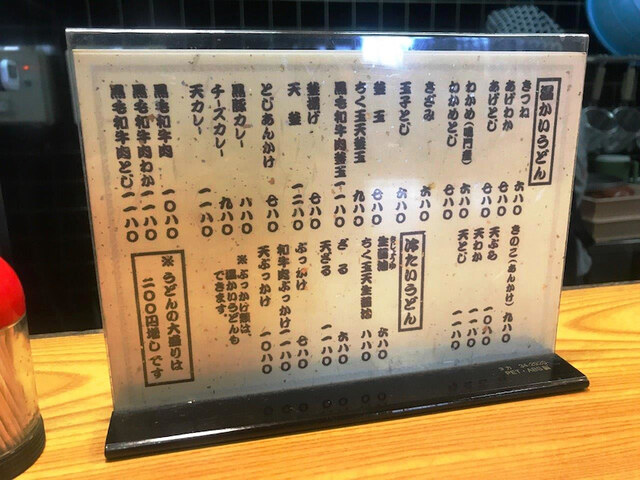 温かいうどん
きつね 六八〇
あげわか 七八〇
あげとじ 七八〇
わかめ(鳴門産) 六八〇
わかめとじ 七八〇
きざみ 六八〇
玉子とじ 六八〇
釜玉 七八〇
ちく玉天釜玉 九八〇
黒毛和牛肉釜玉 一一八〇
釜揚げ 七八〇
天釜 一二八〇
とじあんかけ 七八〇
黒豚カレー 八八〇
チーズカレー 九八〇
天カレー 一一八〇
黒毛和牛肉 一〇八〇
黒毛和牛肉わか 一一八〇
黒毛和牛肉とじ 一一八〇
きのこ(あんかけ) 九八〇
天ぷら 一〇八〇
天わか 一一八〇
天とじ 一一八〇
冷たいうどん
生醤油 六八〇
ちく玉天生醤油 八八〇
ざる 六八〇
天ざる 一一八〇
ぶっかけ 七八〇
和牛肉ぶっかけ 一一八〇
天ぶっかけ 一〇八〇
※ぶっかけ類は、
温かいうどんも
できます。
※うどんの大盛りは
二〇〇円増しです